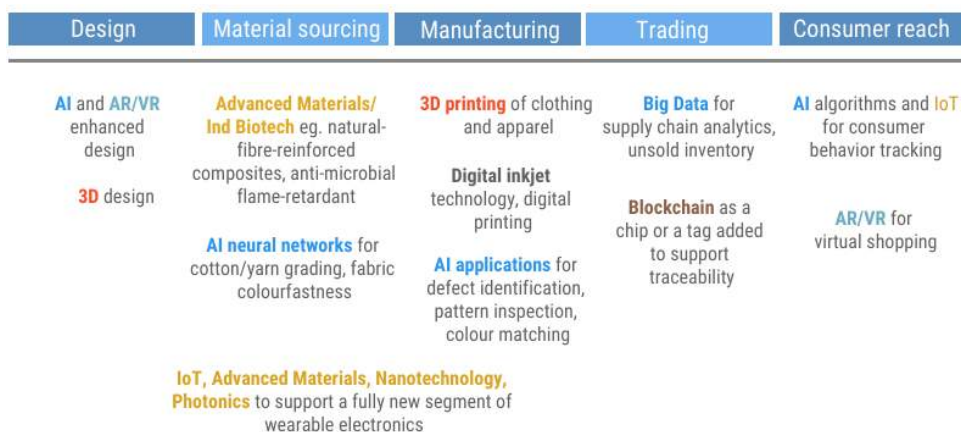 Design
Material sourcing
Manufacturing
Trading
Consumer reach
AI and AR/VR
enhanced
design
3D design
Advanced Materials/
Ind Biotech eg. natural-
fibre-reinforced
composites, anti-microbial
flame-retardant
AI neural networks for
cotton/yarn grading, fabric
colourfastness
3D printing of clothing
and apparel
Digital inkjet
technology, digital
printing
AI applications for
defect identification,
pattern inspection,
colour matching
Big Data for
supply chain analytics,
unsold inventory
Blockchain as a
chip or a tag added
to support
traceability
AI algorithms and IoT
for consumer
behavior tracking
AR/VR for
virtual shopping
IoT, Advanced Materials, Nanotechnology,
Photonics to support a fully new segment of
wearable electronics